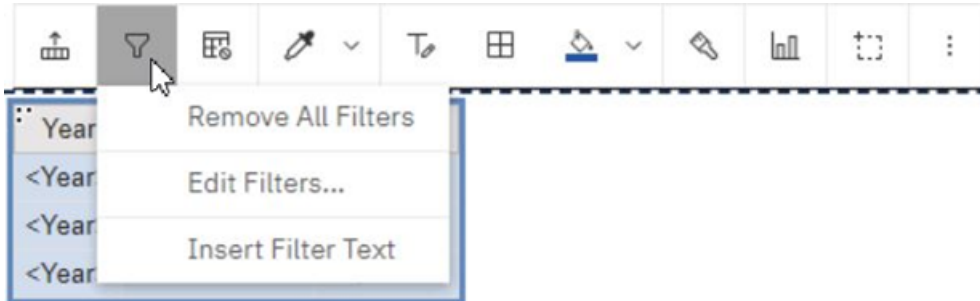 Remove All Filters
Year
<Year
Edit Filters...
<Year
Insert Filter Text
<Year